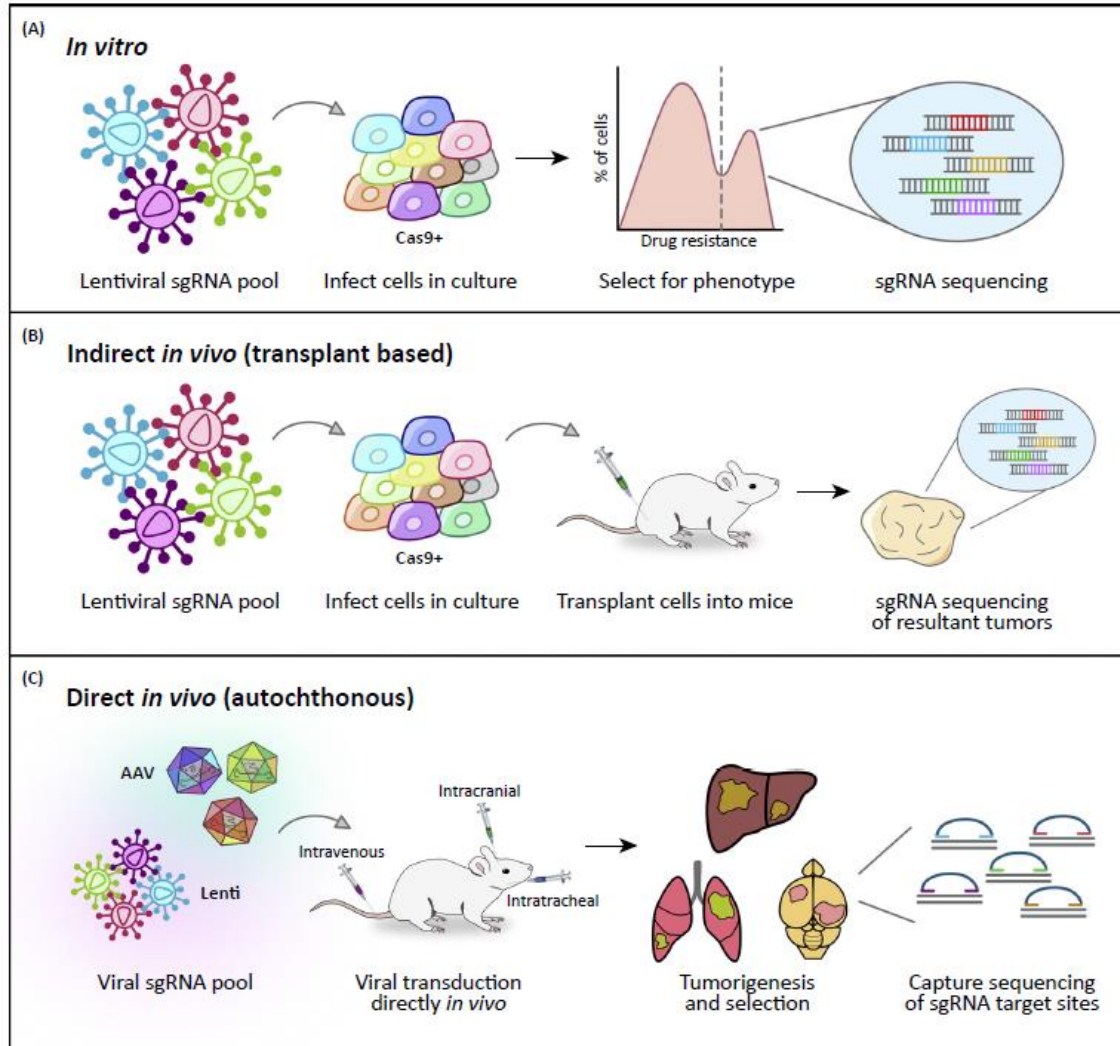 (A)
In vitro
% of cells
Cas9+
Drug resistance
Lentiviral sgRNA pool
Infect cells in culture
Select for phenotype
sgRNA sequencing
(B)
Indirect in vivo (transplant based)
Cas9+
Lentiviral sgRNA pool
Infect cells in culture
Transplant cells into mice
sgRNA sequencing
of resultant tumors
(C)
Direct in vivo (autochthonous)
AAV
Lenti
Intracranial
Intravenous
Intratracheal
Viral sgRNA pool
Viral transduction
directly in vivo
Tumorigenesis
and selection
Capture sequencing
of sgRNA target sites